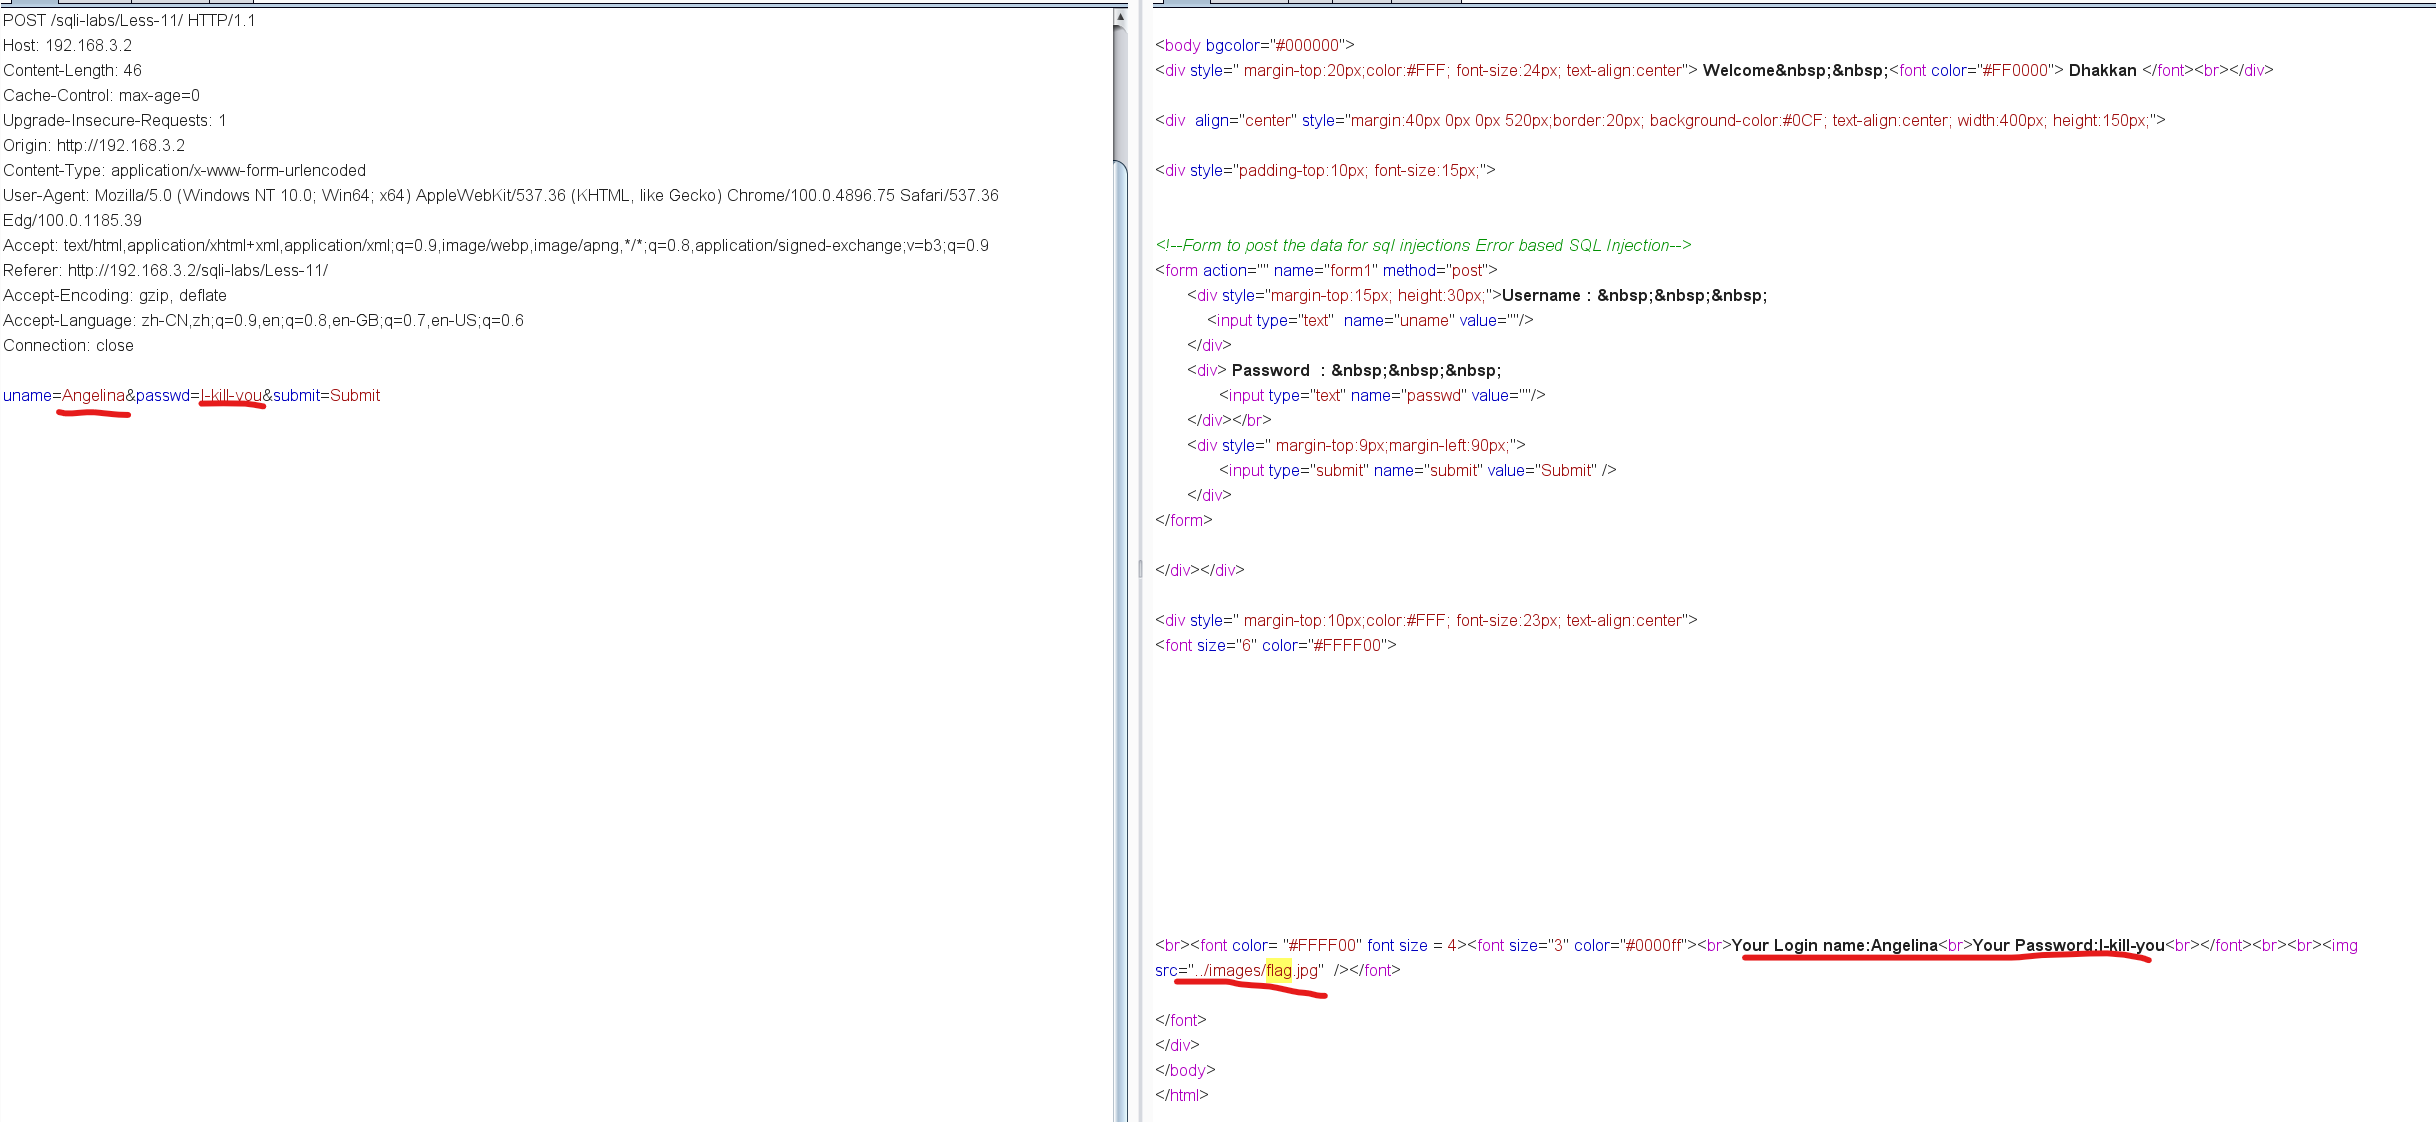 POST /sqli-labs/Less-11/ HTTP/1.1
Host: 192.168.3.2
Content-Length: 46
Cache-Control: max-age=0
Upgrade-Insecure-Requests: 1
Origin: http://192.168.3.2
Content-Type: application/x-www-form-urlencoded
User-Agent: Mozilla/5.0 (Windows NT 10.0; Win64; x64) AppleWebKit/537.36 (KHTML, like Gecko) Chrome/100.0.4896.75 Safari/537.36
Edg/100.0.1185.39
Accept: text/html,application/xhtml+xml,application/xml;q=0.9,image/webp,image/apng,*/*;q=0.8,application/signed-exchange;v=b3;q=0.9
Referer: http://192.168.3.2/sqli-labs/Less-11/
Accept-Encoding: gzip, deflate
Accept-Language: zh-CN,zh;q=0.9,en;q=0.8,en-GB;q=0.7,en-US;q=0.6
Connection: close
uname=Angelina&passwd=I-kill-you&submit=Submit
<body bgcolor="#000000">
<div style=" margin-top:20px;color:#FFF; font-size:24px; text-align:center"> Welcome&nbsp;&nbsp;<font color="#FF0000"> Dhakkan </font><br></div>
<div  align="center" style="margin:40px 0px 0px 520px;border:20px; background-color:#0CF; text-align:center; width:400px; height:150px;">
<div style="padding-top:10px; font-size:15px;">
<!--Form to post the data for sql injections Error based SQL Injection-->
<form action="" name="form1" method="post">
<div style="margin-top:15px; height:30px;">Username : &nbsp;&nbsp;&nbsp;
<input type="text"  name="uname" value=""/>
</div>
<div> Password  : &nbsp;&nbsp;&nbsp;
<input type="text" name="passwd" value=""/>
</div></br>
<div style=" margin-top:9px;margin-left:90px;">
<input type="submit" name="submit" value="Submit" />
</div>
</form>
</div></div>
<div style=" margin-top:10px;color:#FFF; font-size:23px; text-align:center">
<font size="6" color="#FFFF00">
<br><font color= "#FFFF00" font size = 4><font size="3" color="#0000ff"><br>Your Login name:Angelina<br>Your Password:I-kill-you<br></font><br><br><img
src="../images/flag.jpg"  /></font>
</font>
</div>
</body>
</html>